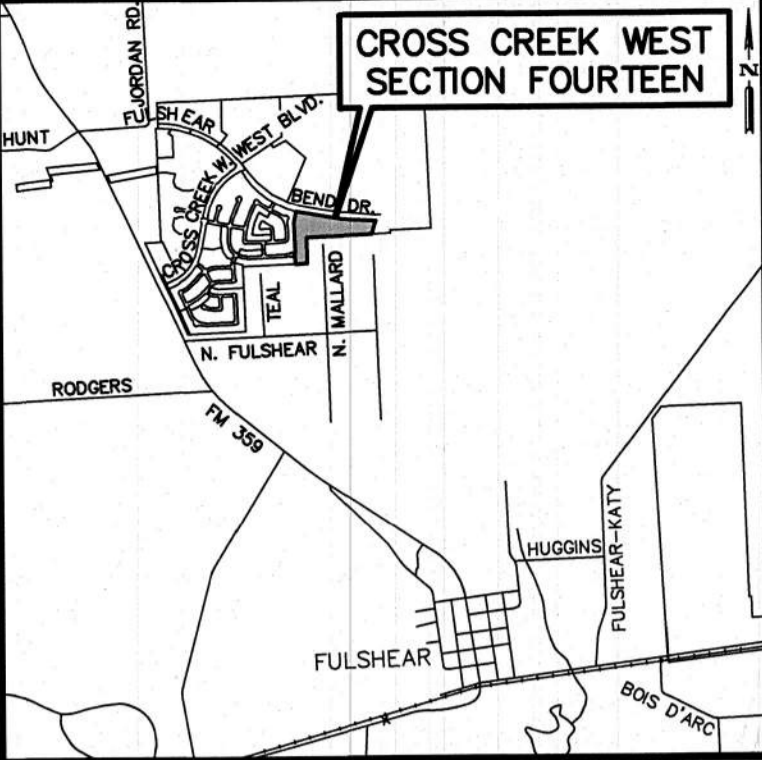 CROSS CREEK WEST
SECTION FOURTEEN
N
JORDAN RD.
FULSHEAR
HUNT
CROSS CREEK W.
WEST BLVD.
BEND DR.
TEAL
N. MALLARD
N. FULSHEAR
RODGERS
FM 359
HUGGINS
FULSHEAR-KATY
FULSHEAR
BOIS D'ARC